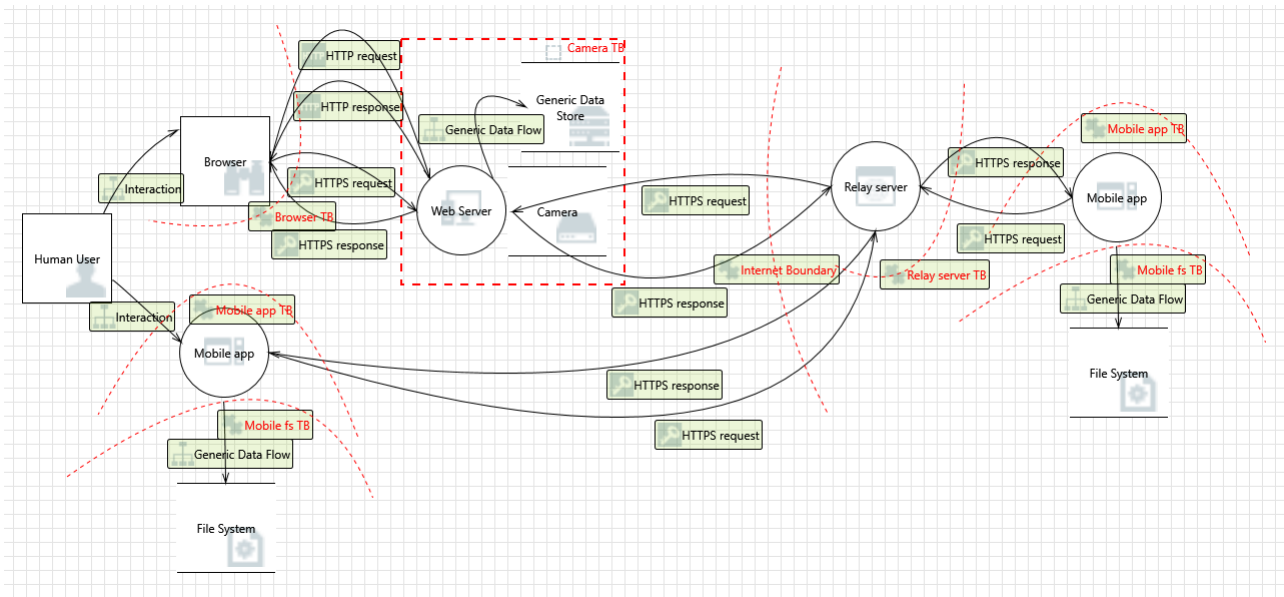 HTTP request
Camera TB
HTTP response
Generic Data
Store
Generic Data Flow
Mobile app TB
Browser
HTTPS response
Interaction
HTTPS request
Relay server
Mobile app
Web Server
Camera
HTTPS request
Browser TB
HTTPS response
HTTPS request
Human User
Internet Boundary
Relay server TB
Mobile fs TB
Generic Data Flow
HTTPS response
Interaction
Mobile app TB
Mobile app
File System
HTTPS response
Mobile fs TB
HTTPS request
Generic Data Flow
File System